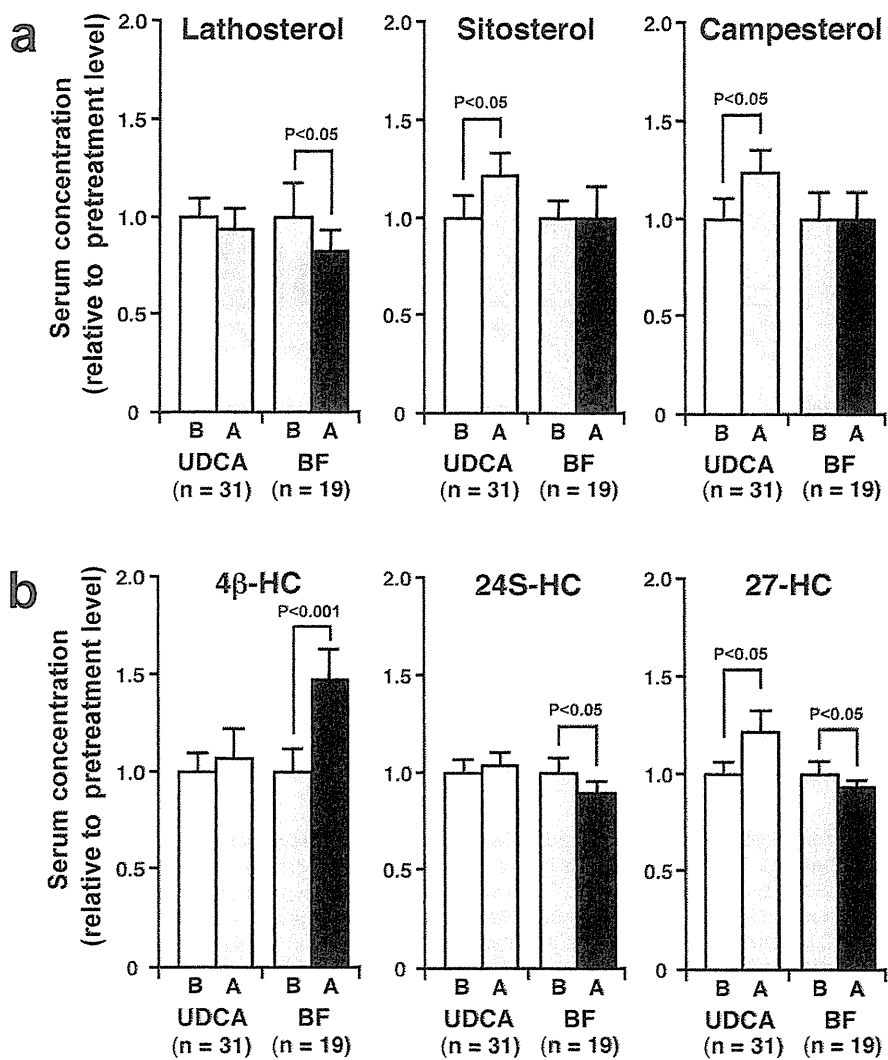 a
Lathosterol
Sitosterol
Campesterol
Serum concentration
(relative to pretreatment level)
2.0
1.5
1.0
0.5
0
P<0.05
B A B A
UDCA BF
(n = 31) (n = 19)
2.0
1.5
1.0
0.5
0
P<0.05
B A B A
UDCA BF
(n = 31) (n = 19)
2.0
1.5
1.0
0.5
0
P<0.05
B A B A
UDCA BF
(n = 31) (n = 19)
b
4β-HC
24S-HC
27-HC
Serum concentration
(relative to pretreatment level)
2.0
1.5
1.0
0.5
0
P<0.001
B A B A
UDCA BF
(n = 31) (n = 19)
2.0
1.5
1.0
0.5
0
P<0.05
B A B A
UDCA BF
(n = 31) (n = 19)
2.0
1.5
1.0
0.5
0
P<0.05
P<0.05
B A B A
UDCA BF
(n = 31) (n = 19)